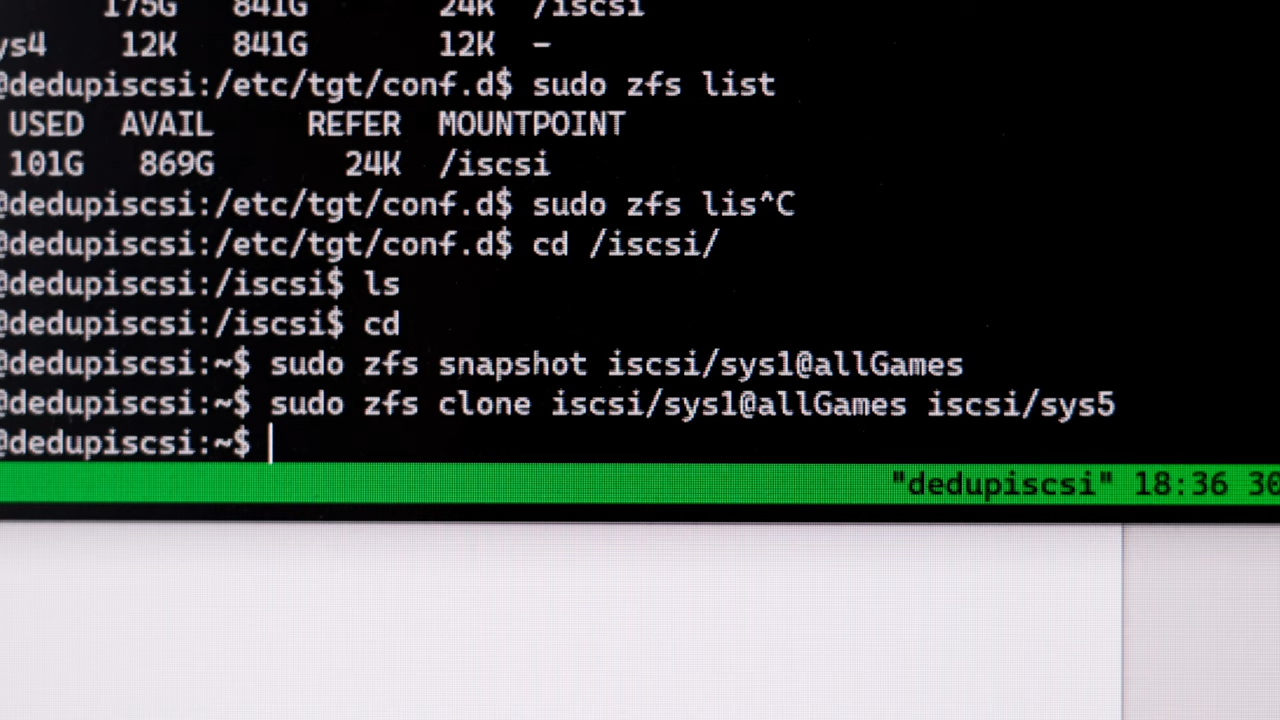 175G 841G 24K /iscsi
ys4 12K 841G 12K -
@dedupiscsi:/etc/tgt/conf.d$ sudo zfs list
USED AVAIL REFER MOUNTPOINT
101G 869G 24K /iscsi
@dedupiscsi:/etc/tgt/conf.d$ sudo zfs lis^C
@dedupiscsi:/etc/tgt/conf.d$ cd /iscsi/
@dedupiscsi:/iscsi$ ls
@dedupiscsi:/iscsi$ cd
@dedupiscsi:~$ sudo zfs snapshot iscsi/sys1@allGames
@dedupiscsi:~$ sudo zfs clone iscsi/sys1@allGames iscsi/sys5
@dedupiscsi:~$
"dedupiscsi" 18:36 30